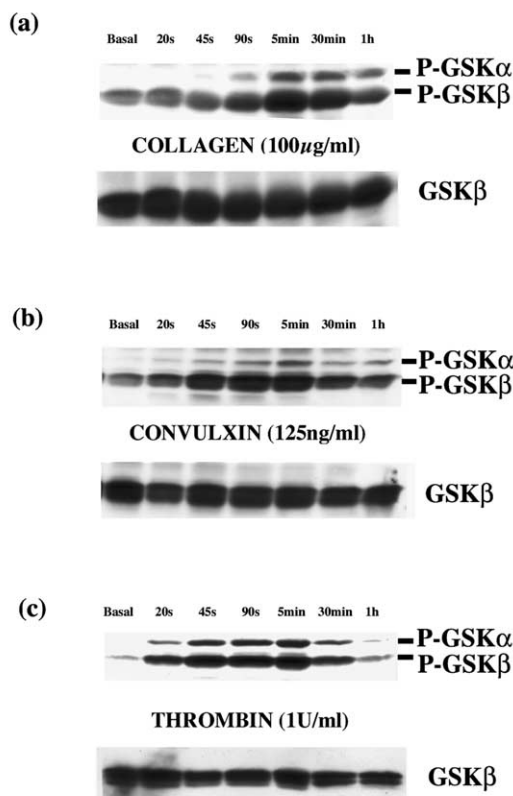 (a)
Basal 20s 45s 90s 5min 30min 1h
P-GSKα
P-GSKβ
COLLAGEN (100µg/ml)
GSKβ
(b)
Basal 20s 45s 90s 5min 30min 1h
P-GSKα
P-GSKβ
CONVULXIN (125ng/ml)
GSKβ
(c)
Basal 20s 45s 90s 5min 30min 1h
P-GSKα
P-GSKβ
THROMBIN (1U/ml)
GSKβ